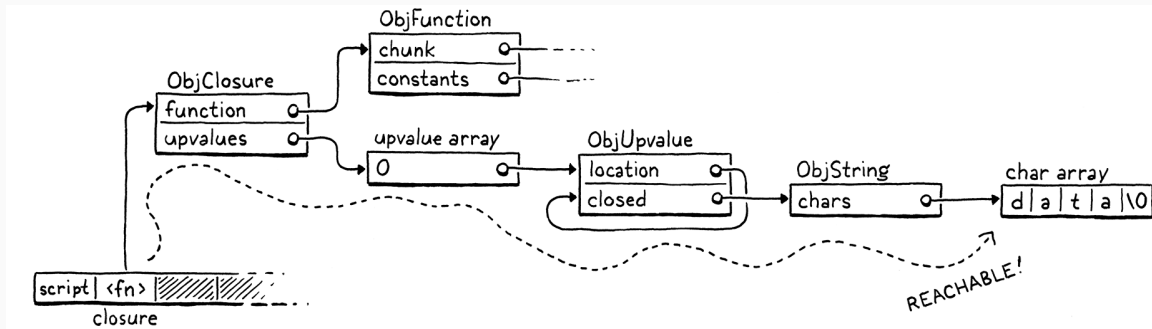 ObjFunction
chunk
constants
ObjClosure
function
upvalues
upvalue array
0
ObjUpvalue
location
closed
ObjString
chars
char array
d|a|t|a|\0
REACHABLE!
script| <fn> |
closure